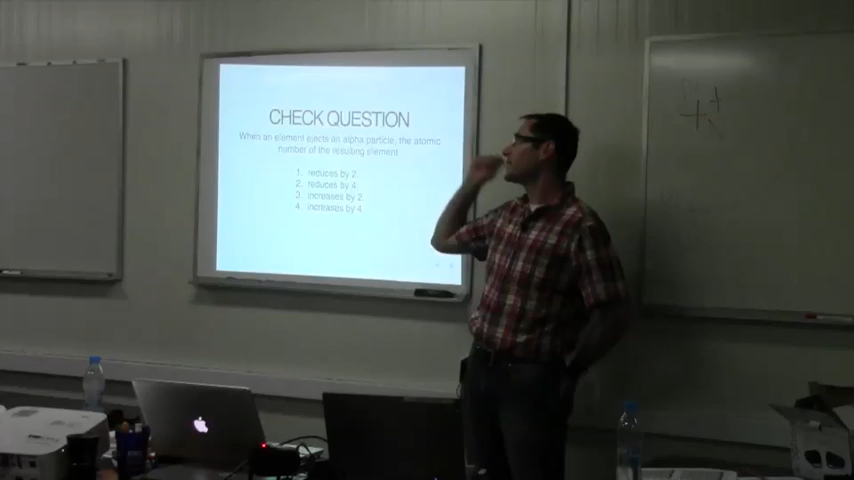 CHECK QUESTION
When an element ejects an alpha particle, the atomic
number of the resulting element
1. reduces by 2.
2. reduces by 4.
3. increases by 2.
4. increases by 4